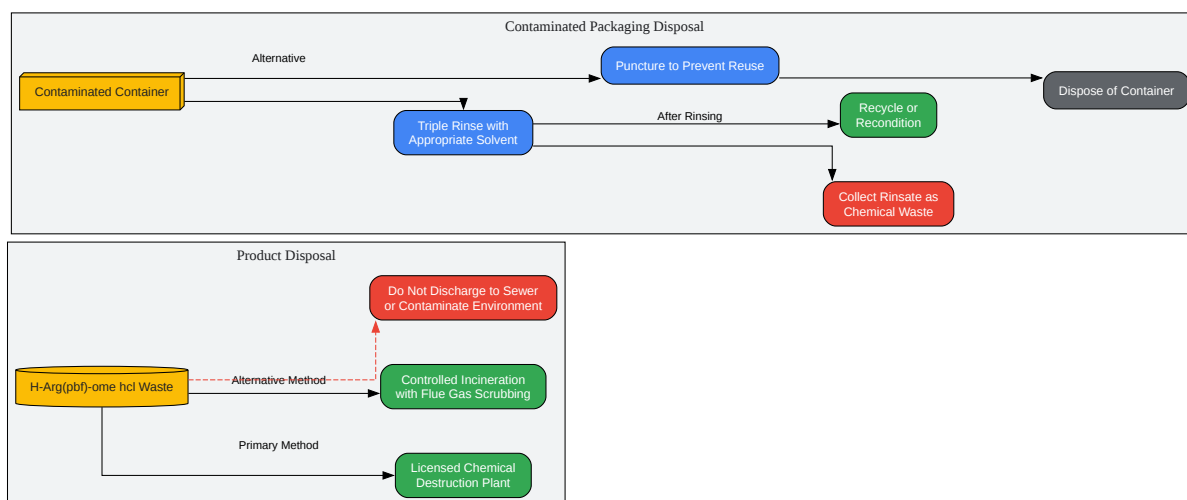 Contaminated Packaging Disposal
Alternative
Contaminated Container
Puncture to Prevent Reuse
Dispose of Container
Triple Rinse with
Appropriate Solvent
After Rinsing
Recycle or
Recondition
Collect Rinsate as
Chemical Waste
Product Disposal
Do Not Discharge to Sewer
or Contaminate Environment
H-Arg(pbf)-ome hcl Waste
Alternative Method
Controlled Incineration
with Flue Gas Scrubbing
Primary Method
Licensed Chemical
Destruction Plant